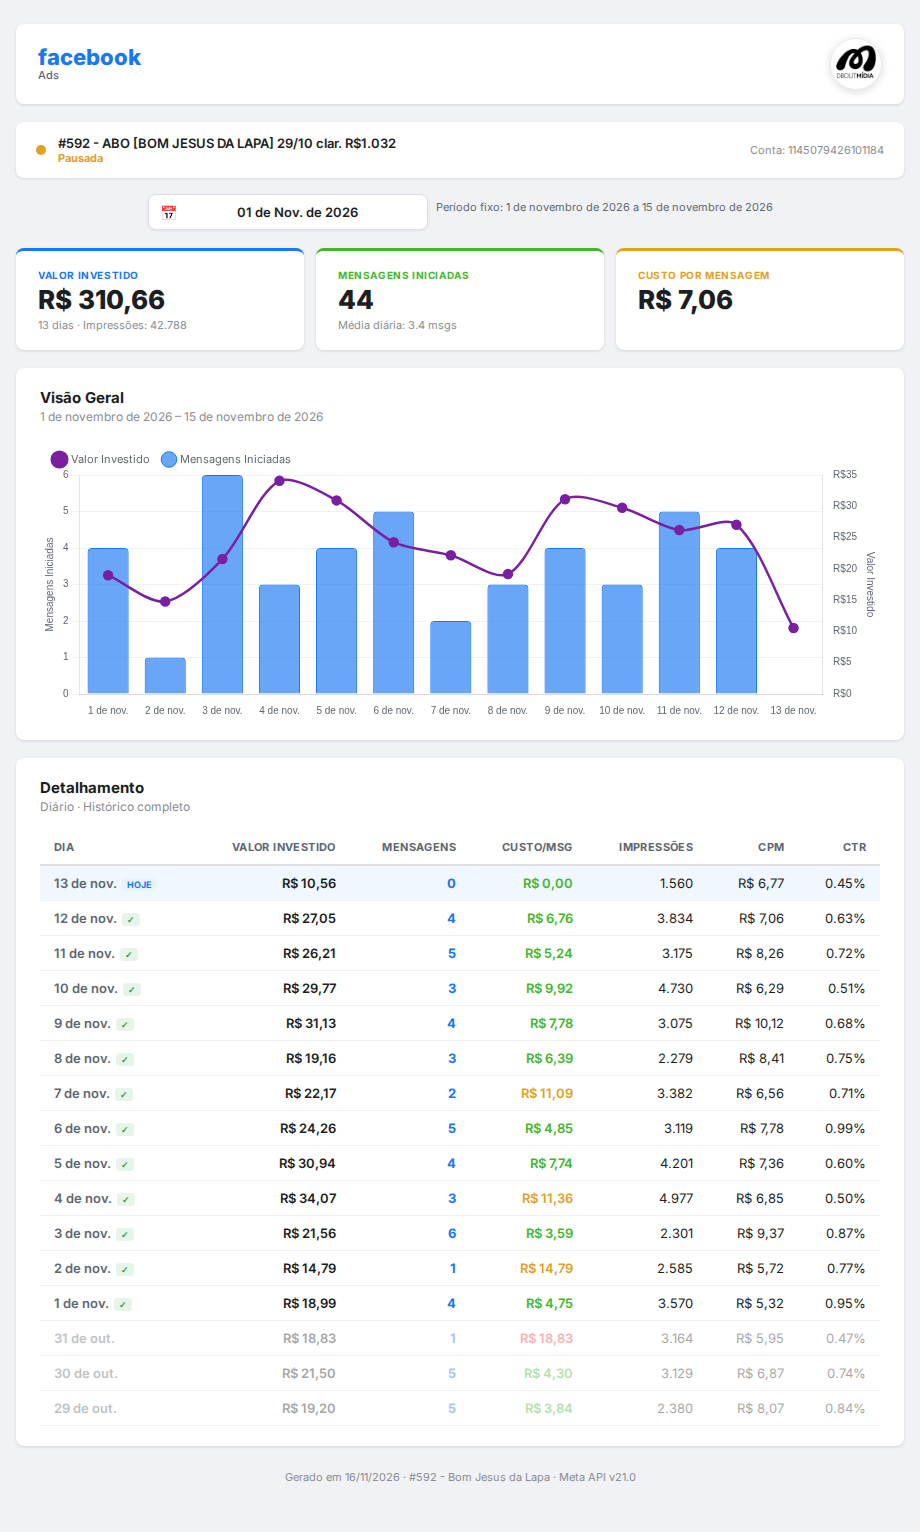 facebook
Ads
DBOUTMÍDIA
#592 - ABO [BOM JESUS DA LAPA] 29/10 clar. R$1.032
Pausada
Conta: 1145079426101184
01 de Nov. de 2026
Período fixo: 1 de novembro de 2026 a 15 de novembro de 2026
VALOR INVESTIDO
R$ 310,66
13 dias · Impressões: 42.788
MENSAGENS INICIADAS
44
Média diária: 3.4 msgs
CUSTO POR MENSAGEM
R$ 7,06
Visão Geral
1 de novembro de 2026 – 15 de novembro de 2026
Valor Investido Mensagens Iniciadas
Mensagens Iniciadas
6
5
4
3
2
1
0
R$35
R$30
R$25
R$20
R$15
R$10
R$5
R$0
Valor Investido
1 de nov. 2 de nov. 3 de nov. 4 de nov. 5 de nov. 6 de nov. 7 de nov. 8 de nov. 9 de nov. 10 de nov. 11 de nov. 12 de nov. 13 de nov.
Detalhamento
Diário · Histórico completo
DIA VALOR INVESTIDO MENSAGENS CUSTO/MSG IMPRESSÕES CPM CTR
13 de nov. HOJE R$ 10,56 0 R$ 0,00 1.560 R$ 6,77 0.45%
12 de nov. ✓ R$ 27,05 4 R$ 6,76 3.834 R$ 7,06 0.63%
11 de nov. ✓ R$ 26,21 5 R$ 5,24 3.175 R$ 8,26 0.72%
10 de nov. ✓ R$ 29,77 3 R$ 9,92 4.730 R$ 6,29 0.51%
9 de nov. ✓ R$ 31,13 4 R$ 7,78 3.075 R$ 10,12 0.68%
8 de nov. ✓ R$ 19,16 3 R$ 6,39 2.279 R$ 8,41 0.75%
7 de nov. ✓ R$ 22,17 2 R$ 11,09 3.382 R$ 6,56 0.71%
6 de nov. ✓ R$ 24,26 5 R$ 4,85 3.119 R$ 7,78 0.99%
5 de nov. ✓ R$ 30,94 4 R$ 7,74 4.201 R$ 7,36 0.60%
4 de nov. ✓ R$ 34,07 3 R$ 11,36 4.977 R$ 6,85 0.50%
3 de nov. ✓ R$ 21,56 6 R$ 3,59 2.301 R$ 9,37 0.87%
2 de nov. ✓ R$ 14,79 1 R$ 14,79 2.585 R$ 5,72 0.77%
1 de nov. ✓ R$ 18,99 4 R$ 4,75 3.570 R$ 5,32 0.95%
31 de out. R$ 18,83 1 R$ 18,83 3.164 R$ 5,95 0.47%
30 de out. R$ 21,50 5 R$ 4,30 3.129 R$ 6,87 0.74%
29 de out. R$ 19,20 5 R$ 3,84 2.380 R$ 8,07 0.84%
Gerado em 16/11/2026 · #592 - Bom Jesus da Lapa · Meta API v21.0